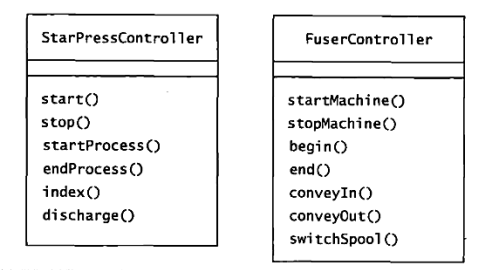 StarPressController
start()
stop()
startProcess()
endProcess()
index()
discharge()
FuserController
startMachine()
stopMachine()
begin()
end()
conveyIn()
conveyOut()
switchSpool()